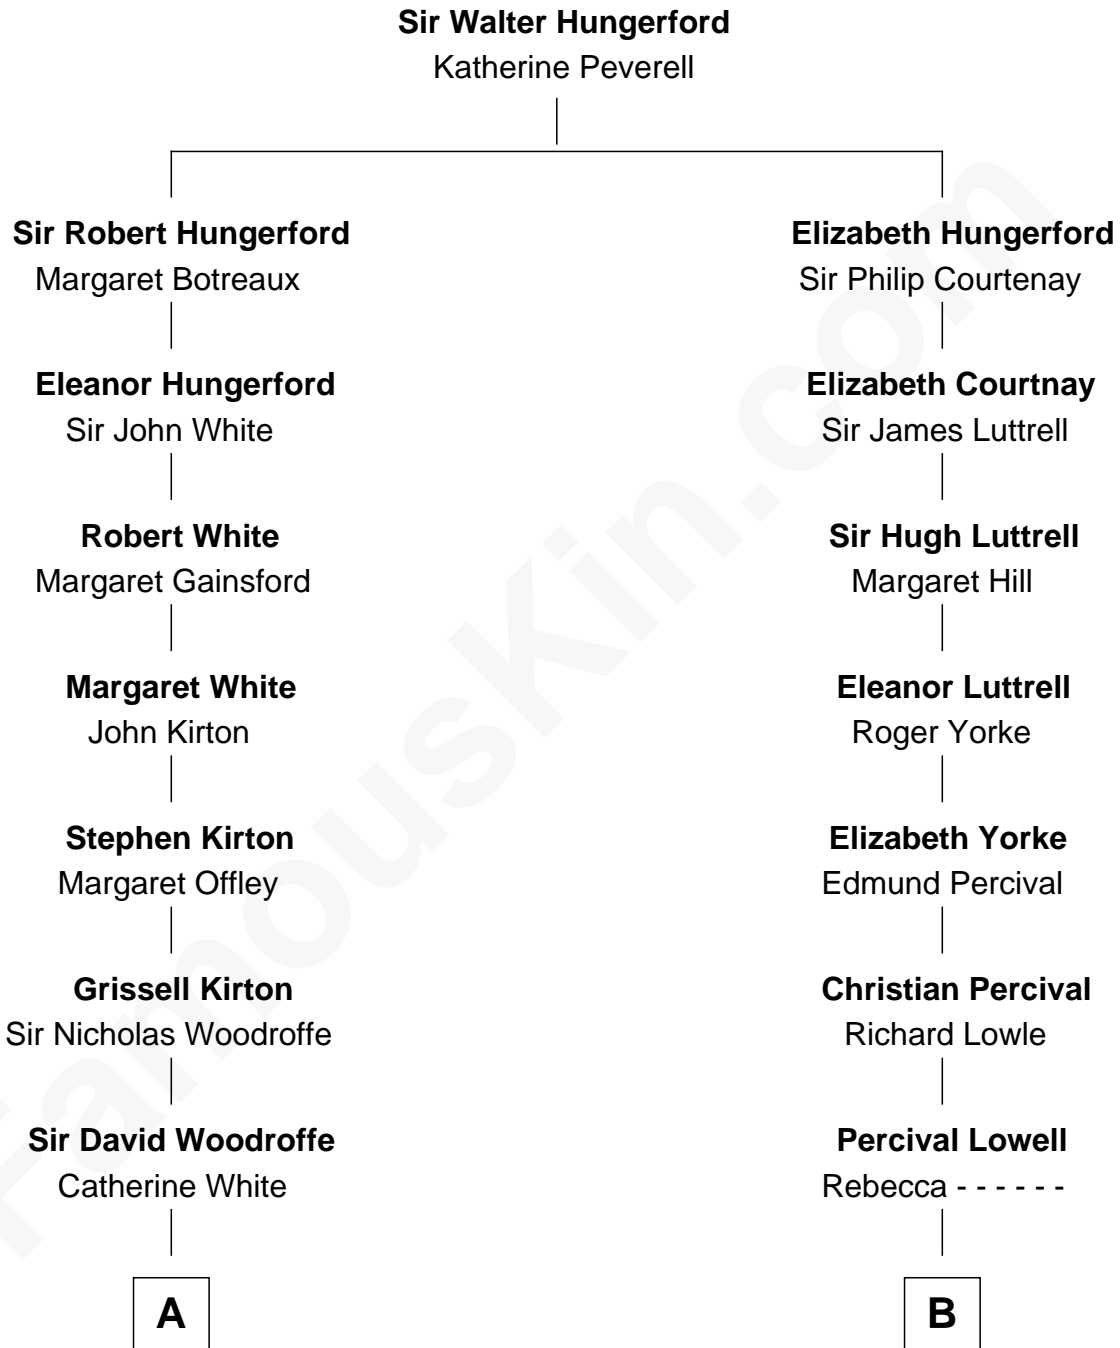 Sir Walter Hungerford
Katherine Peverell
Sir Robert Hungerford
Margaret Botreaux
Elizabeth Hungerford
Sir Philip Courtenay
Eleanor Hungerford
Sir John White
Elizabeth Courtnay
Sir James Luttrell
Robert White
Margaret Gainsford
Sir Hugh Luttrell
Margaret Hill
Margaret White
John Kirton
Eleanor Luttrell
Roger Yorke
Stephen Kirton
Margaret Offley
Elizabeth Yorke
Edmund Percival
Grissell Kirton
Sir Nicholas Woodroffe
Christian Percival
Richard Lowle
Sir David Woodroffe
Catherine White
Percival Lowell
Rebecca - - - - - -
A
B
FamousKin.com